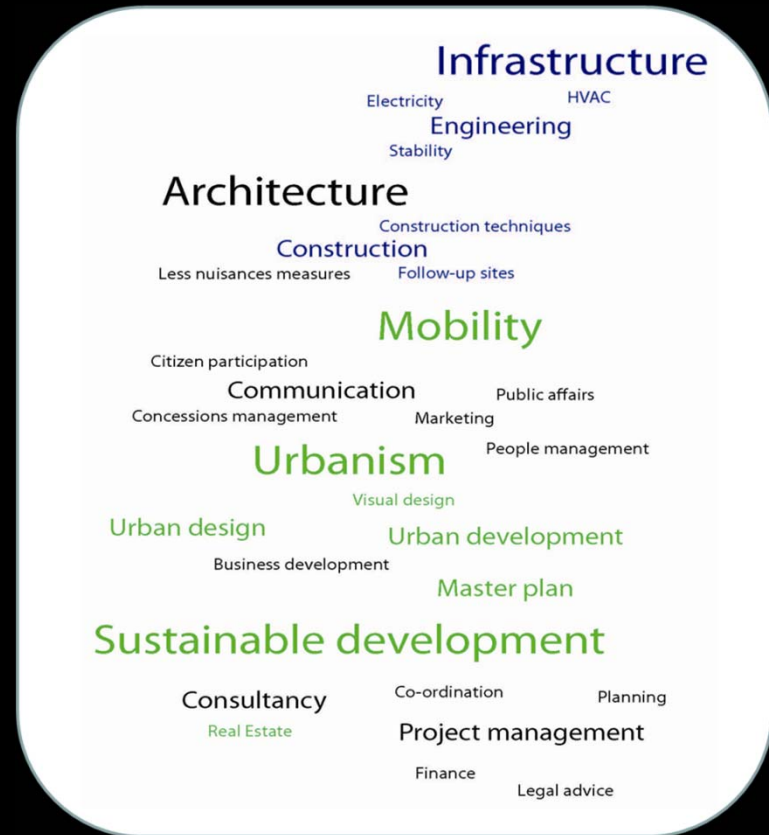 Infrastructure
Electricity HVAC
Engineering
Stability
Architecture
Construction techniques
Construction
Less nuisances measures Follow-up sites
Mobility
Citizen participation
Communication Public affairs
Concessions management Marketing
Urbanism People management
Visual design
Urban design Urban development
Business development
Master plan
Sustainable development
Consultancy Co-ordination Planning
Real Estate Project management
Finance
Legal advice